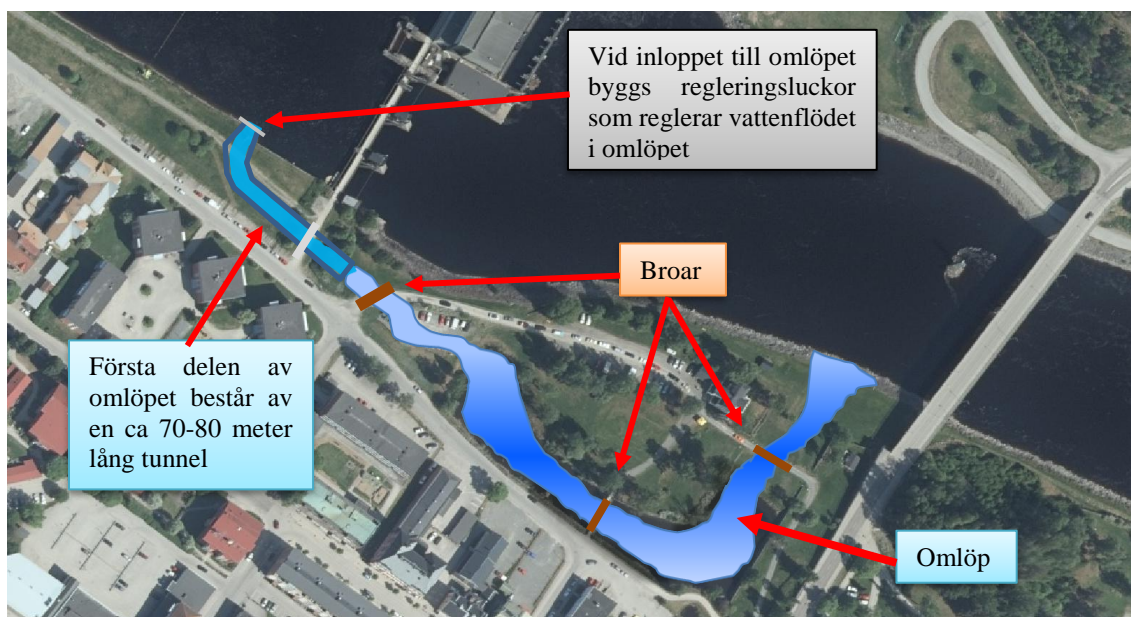 Vid inloppet till omlöpet
byggs regleringsluckor
som reglerar vattenflödet
i omlöpet
Broar
Första delen av
omlöpet består av
en ca 70-80 meter
lång tunnel
Omlöp